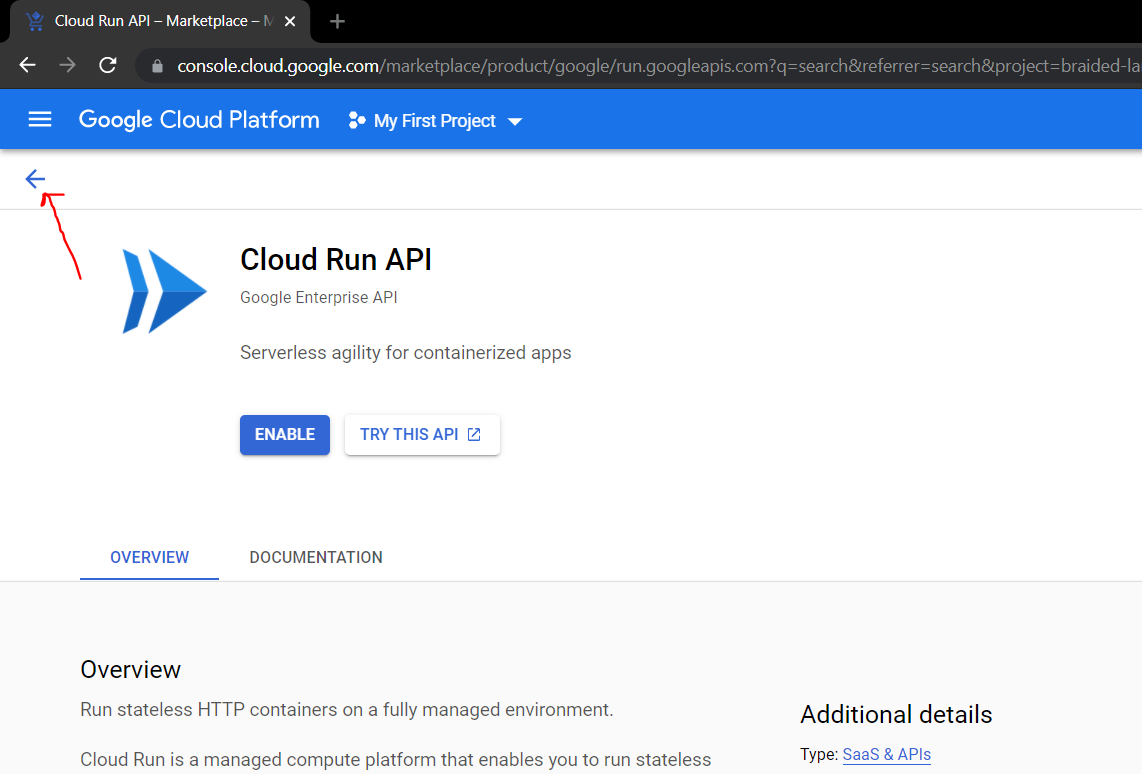 Cloud Run API – Marketplace –
console.cloud.google.com/marketplace/product/google/run.googleapis.com?q=search&referrer=search&project=braided-la
Google Cloud Platform My First Project
Cloud Run API
Google Enterprise API
Serverless agility for containerized apps
ENABLE TRY THIS API
OVERVIEW DOCUMENTATION
Overview
Run stateless HTTP containers on a fully managed environment.
Additional details
Cloud Run is a managed compute platform that enables you to run stateless
Type: SaaS & APIs